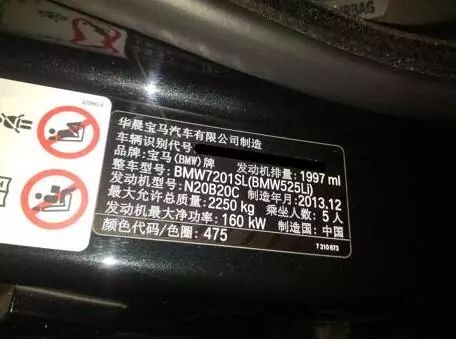 AIRBAG
华晨宝马汽车有限公司制造
车辆识别代号
品牌:宝马(BMW)牌 发动机排量:1997 ml
整车型号:BMW7201SL(BMW525Li)
发动机型号:N20B20C 制造年月:2013.12
最大允许总质量:2250 kg 乘坐人数:5 人
发动机最大净功率:160 kW 制造国:中国
颜色代码/色圈:475
7 310 673